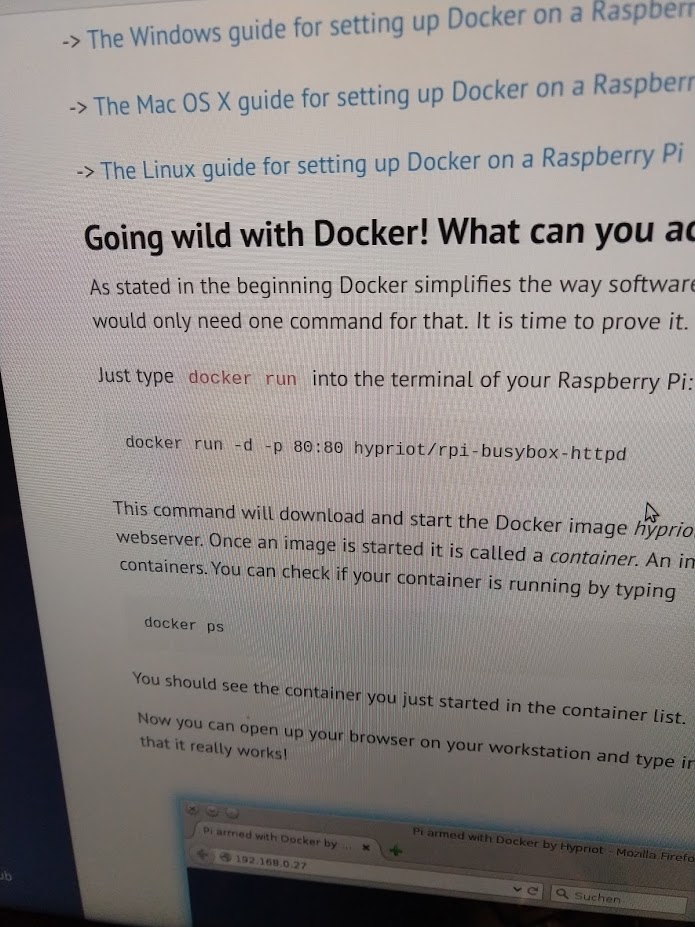 -> The Windows guide for setting up Docker on a Raspberr
-> The Mac OS X guide for setting up Docker on a Raspberr
-> The Linux guide for setting up Docker on a Raspberry Pi
Going wild with Docker! What can you ac
As stated in the beginning Docker simplifies the way software
would only need one command for that. It is time to prove it.
Just type docker run into the terminal of your Raspberry Pi:
docker run -d -p 80:80 hypriot/rpi-busybox-httpd
This command will download and start the Docker image hyprio
webserver. Once an image is started it is called a container. An im
containers. You can check if your container is running by typing
docker ps
You should see the container you just started in the container list.
Now you can open up your browser on your workstation and type in
that it really works!
Pi armed with Docker by Hypriot - Mozilla Firefo
Pi armed with Docker by ...
192.168.0.27
Suchen
ub